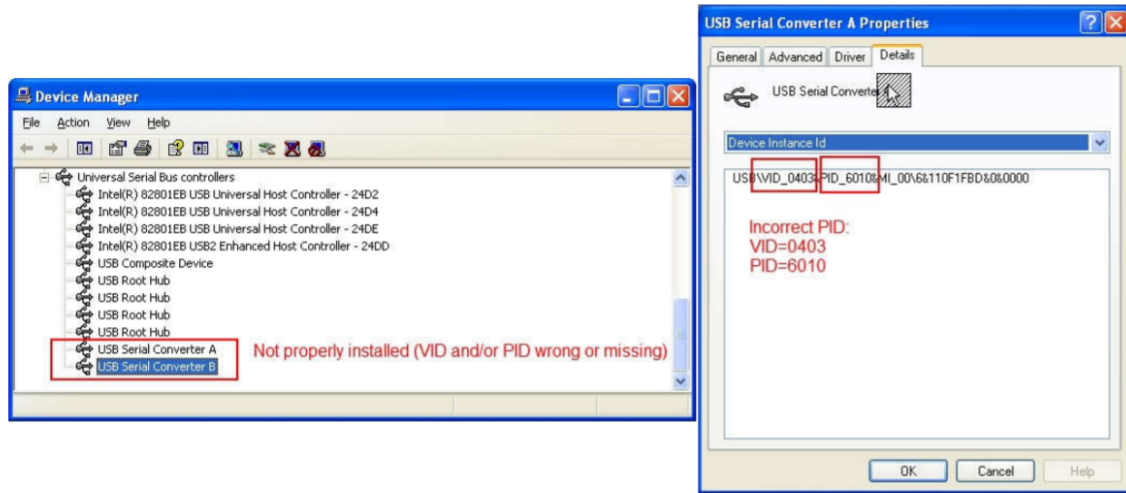 Device Manager
File Action View Help
Universal Serial Bus controllers
Intel(R) 82801EB USB Universal Host Controller - 24D2
Intel(R) 82801EB USB Universal Host Controller - 24D4
Intel(R) 82801EB USB Universal Host Controller - 24DE
Intel(R) 82801EB USB2 Enhanced Host Controller - 24DD
USB Composite Device
USB Root Hub
USB Root Hub
USB Root Hub
USB Root Hub
USB Serial Converter A
USB Serial Converter B
Not properly installed (VID and/or PID wrong or missing)
USB Serial Converter A Properties
General Advanced Driver Details
USB Serial Converte
Device Instance Id
USB\VID_0403&PID_6010&MI_00\6&110F1FBD&0&0000
Incorrect PID:
VID=0403
PID=6010
OK Cancel Help